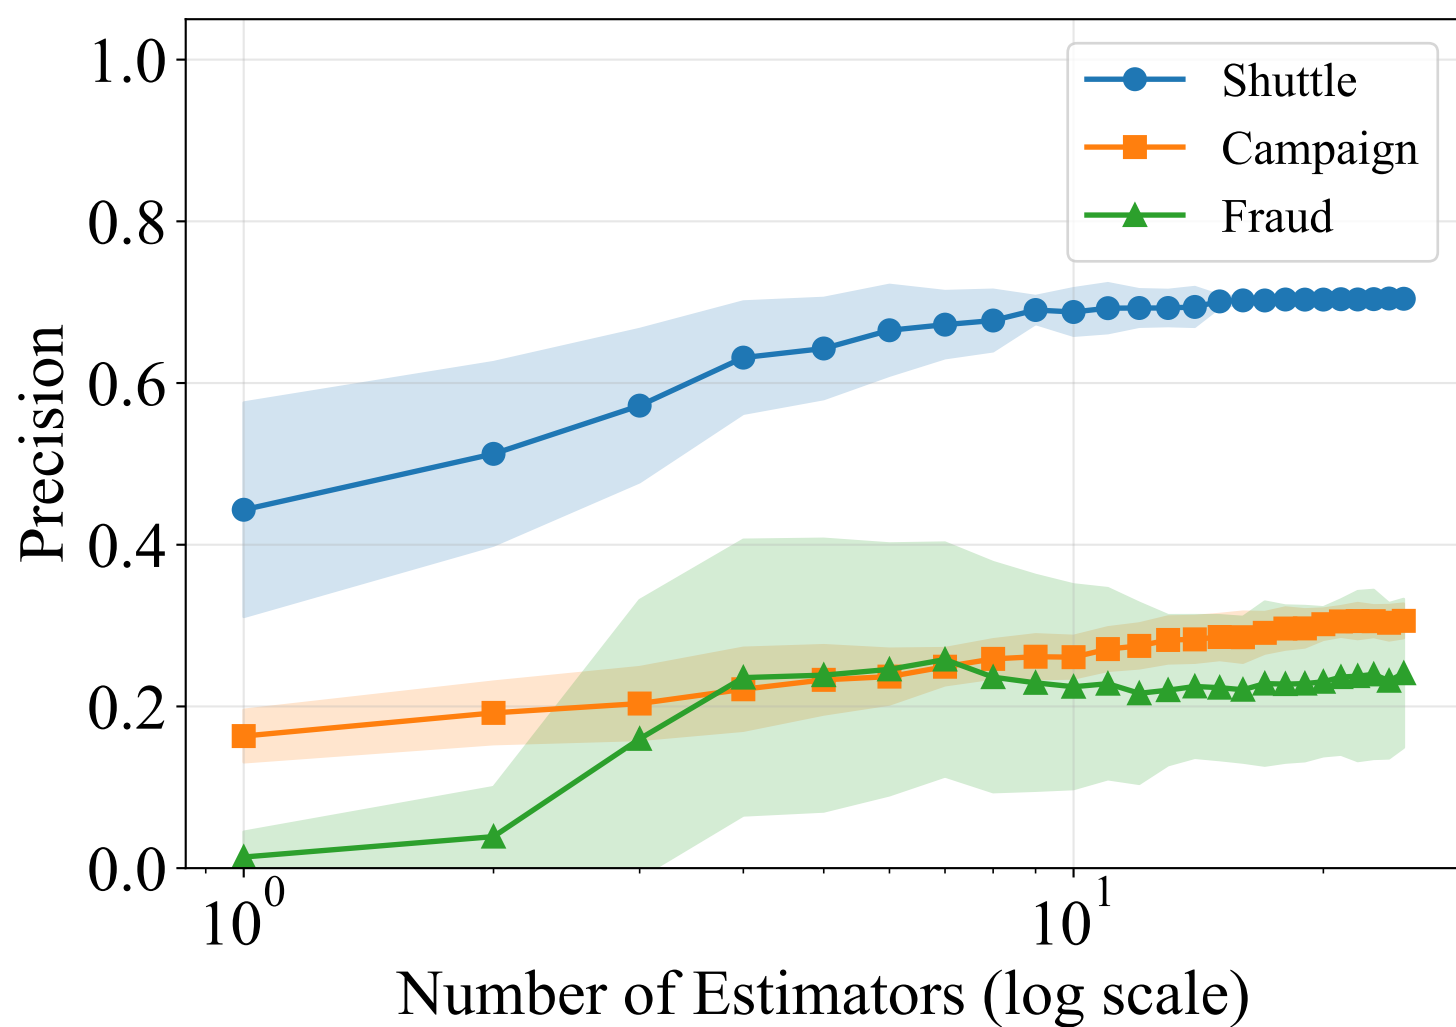 1.0
0.8
0.6
0.4
0.2
0.0
Precision
Shuttle
Campaign
Fraud
10^0
10^1
Number of Estimators (log scale)